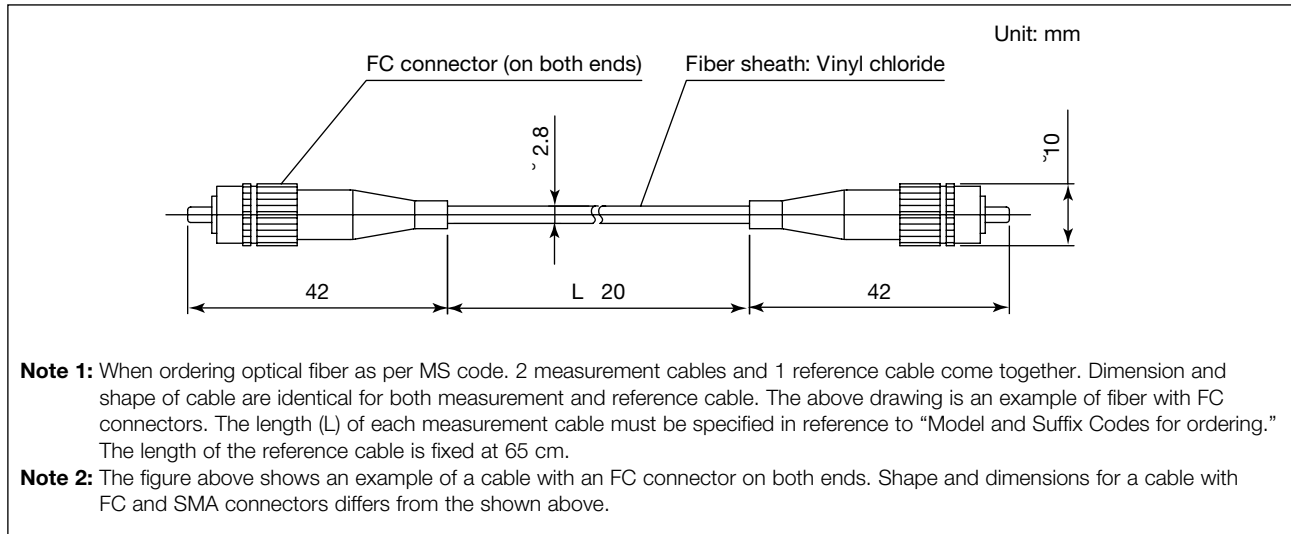 Unit: mm
FC connector (on both ends)
Fiber sheath: Vinyl chloride
˘ 2.8
˘10
42
L 20
42
Note 1: When ordering optical fiber as per MS code. 2 measurement cables and 1 reference cable come together. Dimension and
shape of cable are identical for both measurement and reference cable. The above drawing is an example of fiber with FC
connectors. The length (L) of each measurement cable must be specified in reference to “Model and Suffix Codes for ordering.”
The length of the reference cable is fixed at 65 cm.
Note 2: The figure above shows an example of a cable with an FC connector on both ends. Shape and dimensions for a cable with
FC and SMA connectors differs from the shown above.